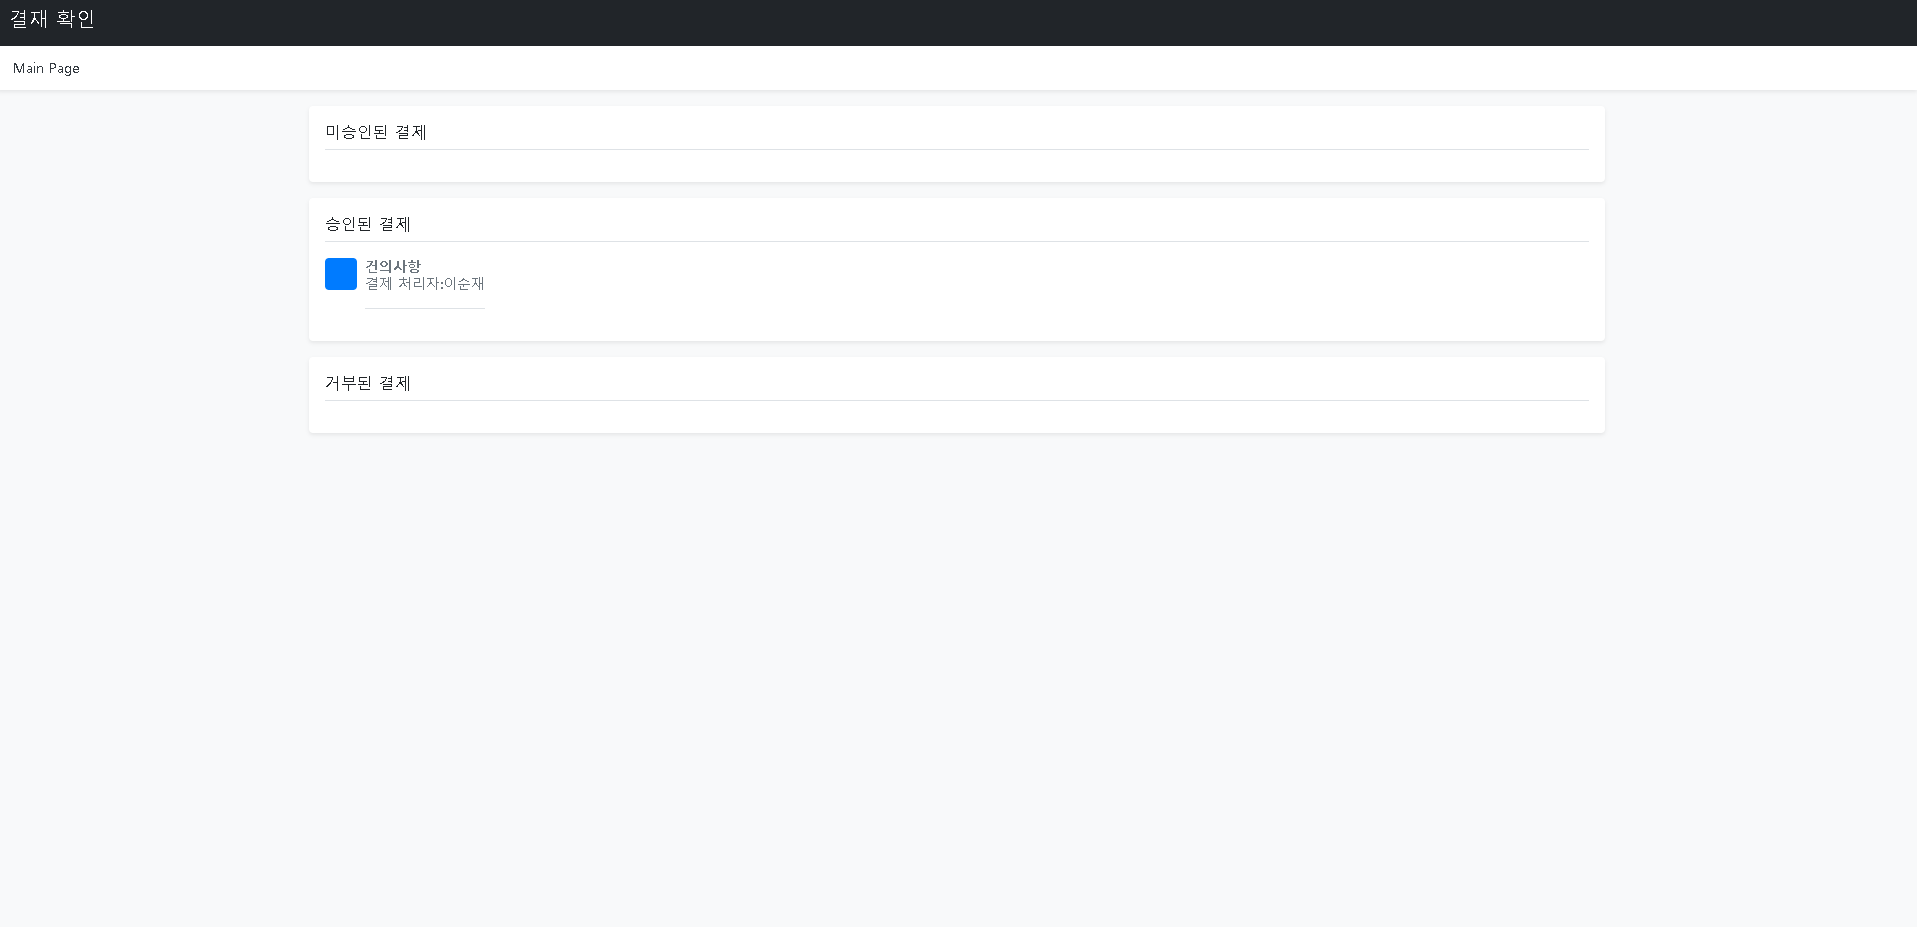 결재 확인
Main Page
미승인된 결제
승인된 결제
건의사항
결제 처리자:이순재
거부된 결제